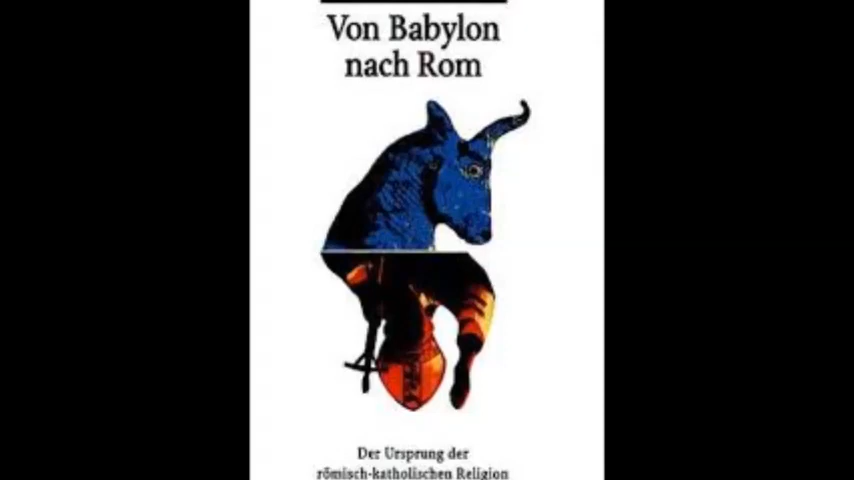 Von Babylon
nach Rom
Der Ursprung der
römisch-katholischen Religion